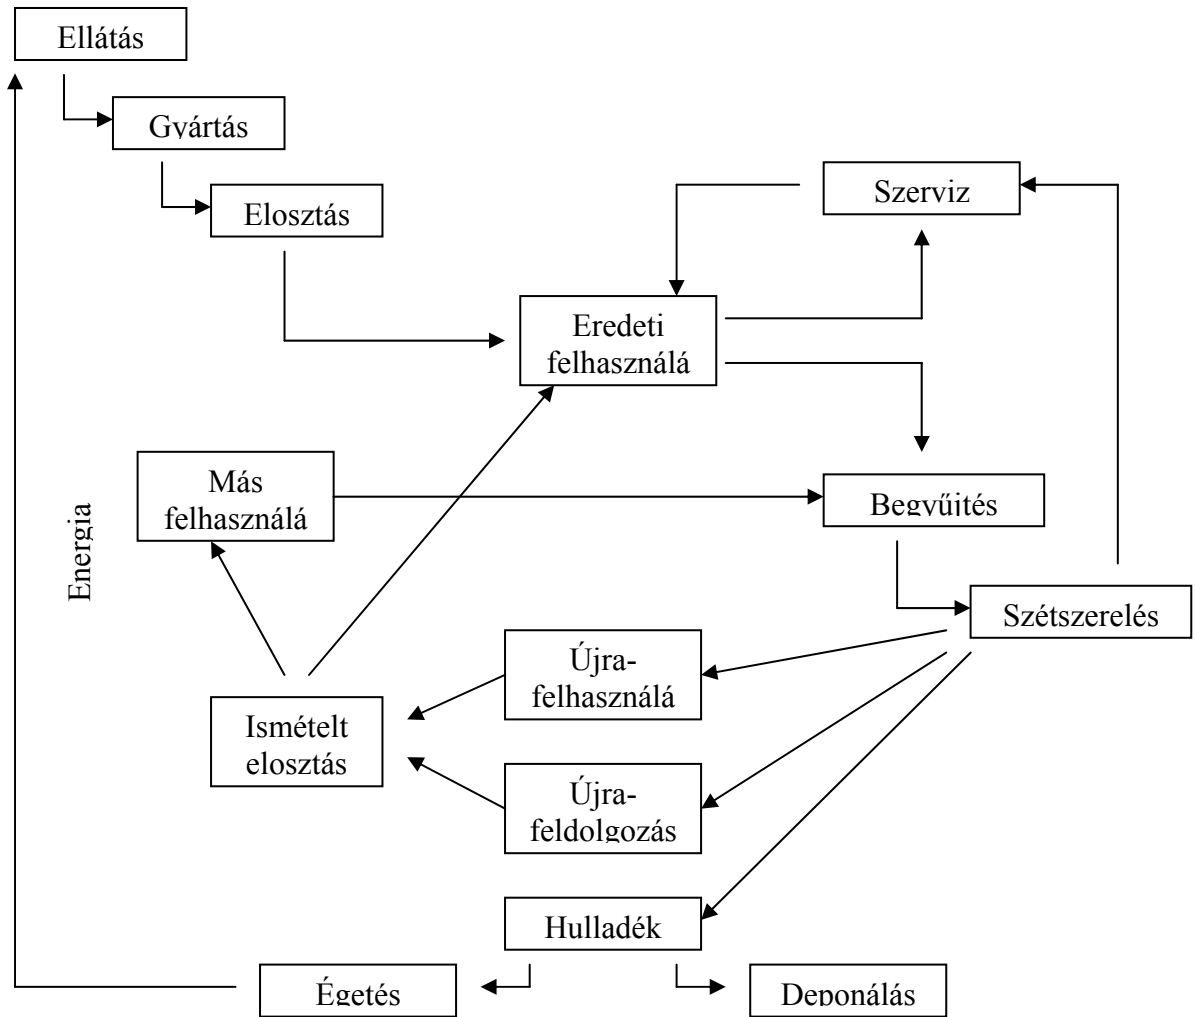 Ellátás
Gyártás
Elosztás
Szerviz
Eredeti
felhasználá
Más
felhasználá
Begyűjtés
Energia
Szétszerelés
Újra-
felhasználá
Ismételt
elosztás
Újra-
feldolgozás
Hulladék
Égetés
Deponálás